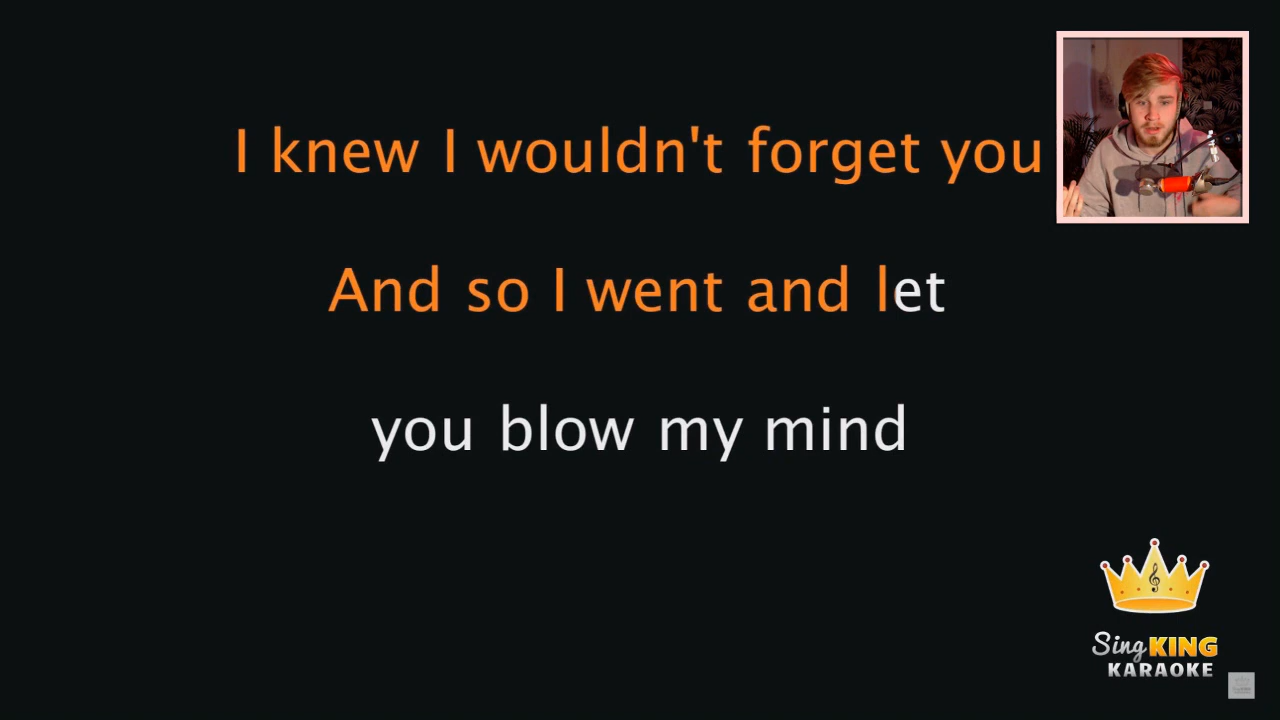 I knew I wouldn't forget you
And so I went and let
you blow my mind
Sing KING
KARAOKE